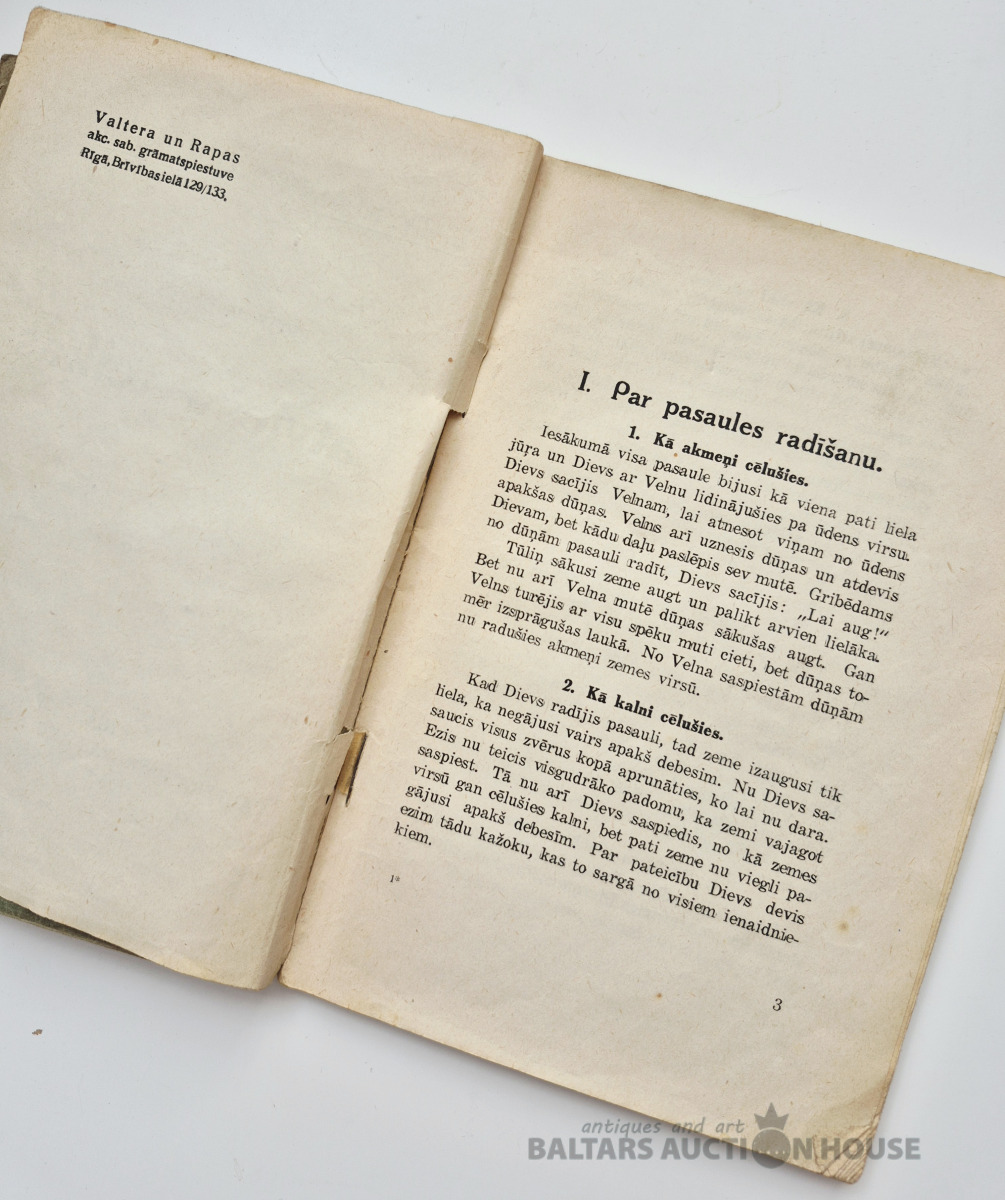 Valtera un Rapas
akc. sab. grāmatspiestuve
Rīgā, Brīvības ielā 129/133.
I. Par pasaules radīšanu.
1. Kā akmeņi cēlušies.
Iesākumā visa pasaule bijusi kā viena pati liela
jūŗa un Dievs ar Velnu lidinājušies pa ūdens virsu.
Dievs sacījis Velnam, lai atnesot viņam no ūdens
apakšas dūņas. Velns arī uznesis dūņas un atdevis
Dievam, bet kādu daļu paslēpis sev mutē. Gribēdams
no dūņām pasauli radīt, Dievs sacījis: „Lai aug!“
Tūliņ sākusi zeme augt un palikt arvien lielāka.
Bet nu arī Velna mutē dūņas sākušas augt. Gan
Velns turējis ar visu spēku muti cieti, bet dūņas to-
mēr izsprāgušas laukā. No Velna saspiestām dūņām
nu radušies akmeņi zemes virsū.
2. Kā kalni cēlušies.
Kad Dievs radījis pasauli, tad zeme izaugusi tik
liela, ka negājusi vairs apakš debesim. Nu Dievs sa-
saucis visus zvērus kopā aprunāties, ko lai nu dara.
Ezis nu teicis visgudrāko padomu, ka zemi vajagot
saspiest. Tā nu arī Dievs saspiedis, no kā zemes
virsū gan cēlušies kalni, bet pati zeme nu viegli pa-
gājusi apakš debesīm. Par pateicību Dievs devis
ezim tādu kažoku, kas to sargā no visiem ienaidnie-
kiem.
1*
3
antiques and art
BALTARS AUCTION HOUSE